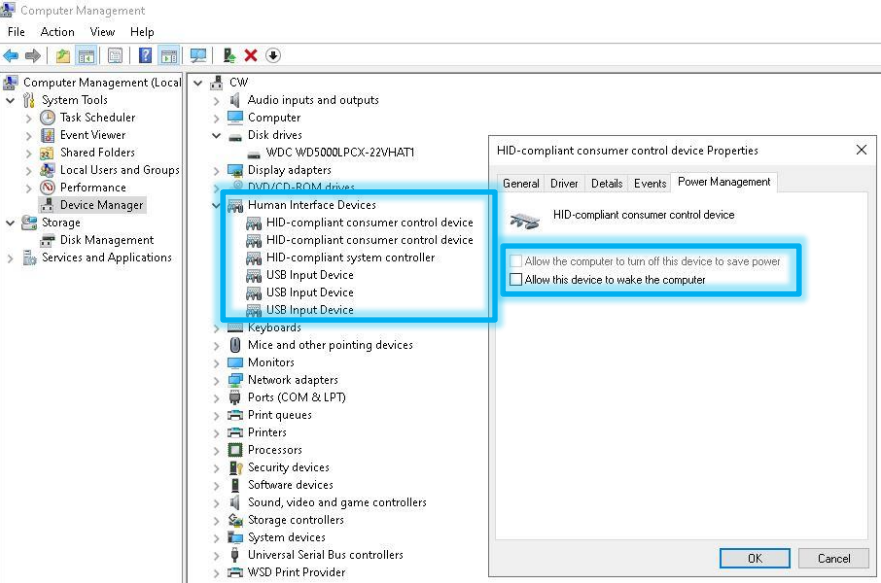 Computer Management
File Action View Help
Computer Management (Local
System Tools
Task Scheduler
Event Viewer
Shared Folders
Local Users and Groups
Performance
Device Manager
Storage
Disk Management
Services and Applications
CW
Audio inputs and outputs
Computer
Disk drives
WDC WD5000LPCX-22VHAT1
Display adapters
DVD/CD-ROM drives
Human Interface Devices
HID-compliant consumer control device
HID-compliant consumer control device
HID-compliant system controller
USB Input Device
USB Input Device
USB Input Device
Keyboards
Mice and other pointing devices
Monitors
Network adapters
Ports (COM & LPT)
Print queues
Printers
Processors
Security devices
Software devices
Sound, video and game controllers
Storage controllers
System devices
Universal Serial Bus controllers
WSD Print Provider
HID-compliant consumer control device Properties
General Driver Details Events Power Management
HID-compliant consumer control device
Allow the computer to turn off this device to save power
Allow this device to wake the computer
OK Cancel